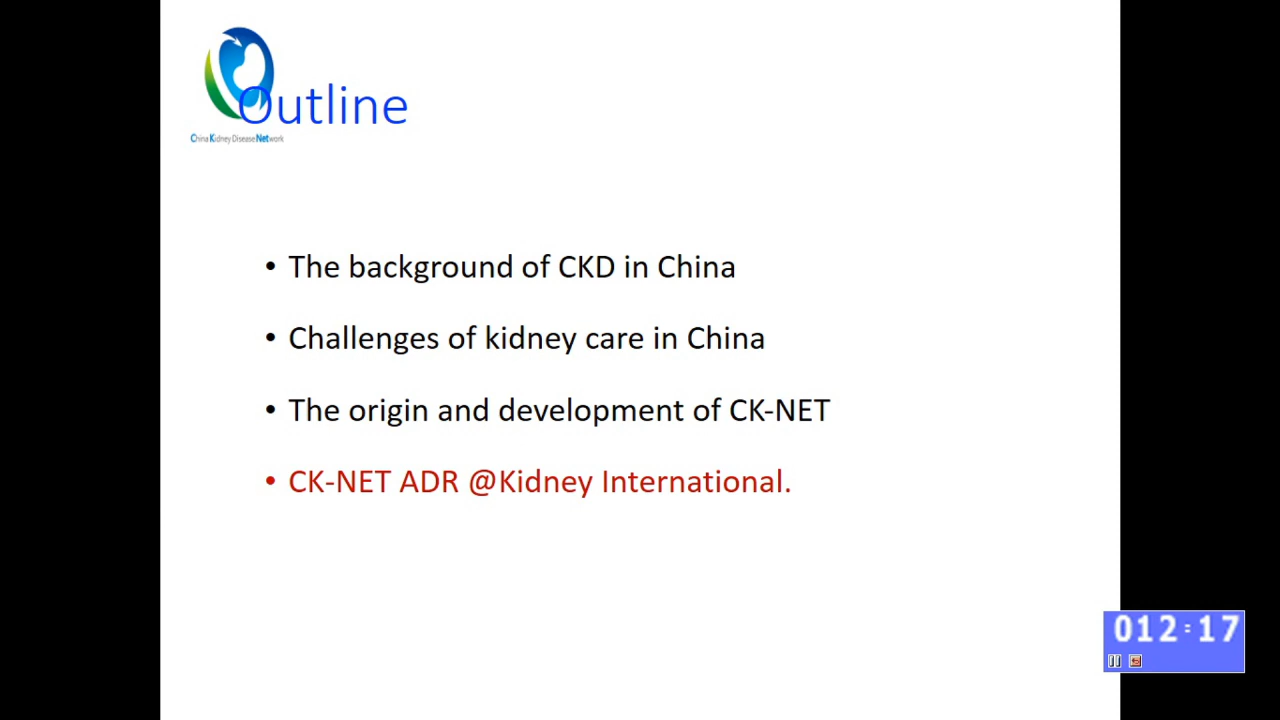 Outline
China Kidney Disease Network
• The background of CKD in China
• Challenges of kidney care in China
• The origin and development of CK-NET
• CK-NET ADR @Kidney International.
012:17